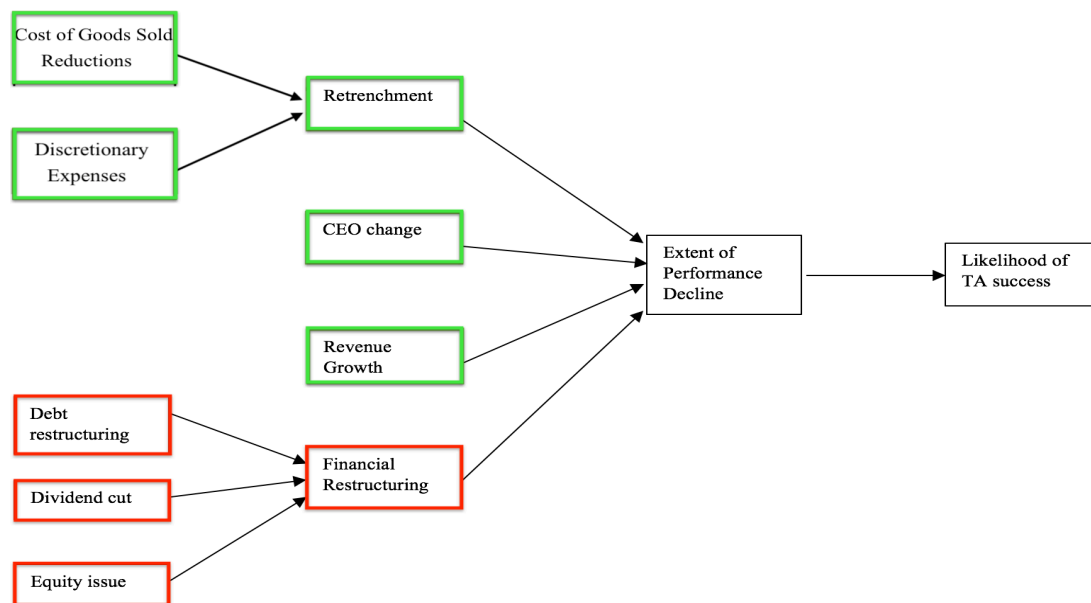 Cost of Goods Sold
Reductions
Retrenchment
Discretionary
Expenses
CEO change
Extent of
Performance
Decline
Likelihood of
TA success
Revenue
Growth
Debt
restructuring
Financial
Restructuring
Dividend cut
Equity issue